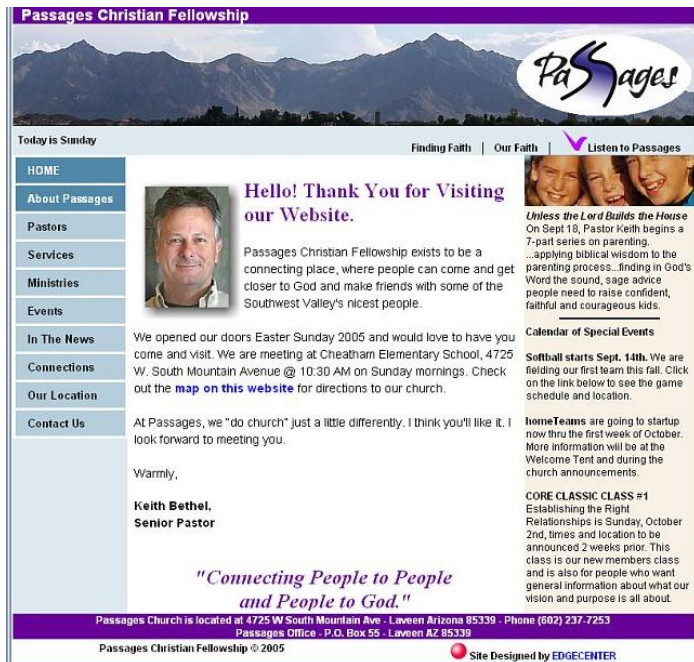 Passages Christian Fellowship
PaSSages
Today is Sunday
Finding Faith | Our Faith | Listen to Passages
HOME
About Passages
Pastors
Services
Ministries
Events
In The News
Connections
Our Location
Contact Us
Hello! Thank You for Visiting
our Website.
Passages Christian Fellowship exists to be a
connecting place, where people can come and get
closer to God and make friends with some of the
Southwest Valley's nicest people.
We opened our doors Easter Sunday 2005 and would love to have you
come and visit. We are meeting at Cheatham Elementary School, 4725
W. South Mountain Avenue @ 10:30 AM on Sunday mornings. Check
out the map on this website for directions to our church.
At Passages, we "do church" just a little differently. I think you'll like it. I
look forward to meeting you.
Warmly,
Keith Bethel,
Senior Pastor
"Connecting People to People
and People to God."
Unless the Lord Builds the House
On Sept 18, Pastor Keith begins a
7-part series on parenting.
...applying biblical wisdom to the
parenting process...finding in God's
Word the sound, sage advice
people need to raise confident,
faithful and courageous kids.
Calendar of Special Events
Softball starts Sept. 14th. We are
fielding our first team this fall. Click
on the link below to see the game
schedule and location.
homeTeams are going to startup
now thru the first week of October.
More information will be at the
Welcome Tent and during the
church announcements.
CORE CLASSIC CLASS #1
Establishing the Right
Relationships is Sunday, October
2nd, times and location to be
announced 2 weeks prior. This
class is our new members class
and is also for people who want
general information about what our
vision and purpose is all about.
Passages Church is located at 4725 W South Mountain Ave - Laveen Arizona 85339 - Phone (602) 237-7253
Passages Office - P.O. Box 55 - Laveen AZ 85339
Passages Christian Fellowship © 2005
Site Designed by EDGECENTER